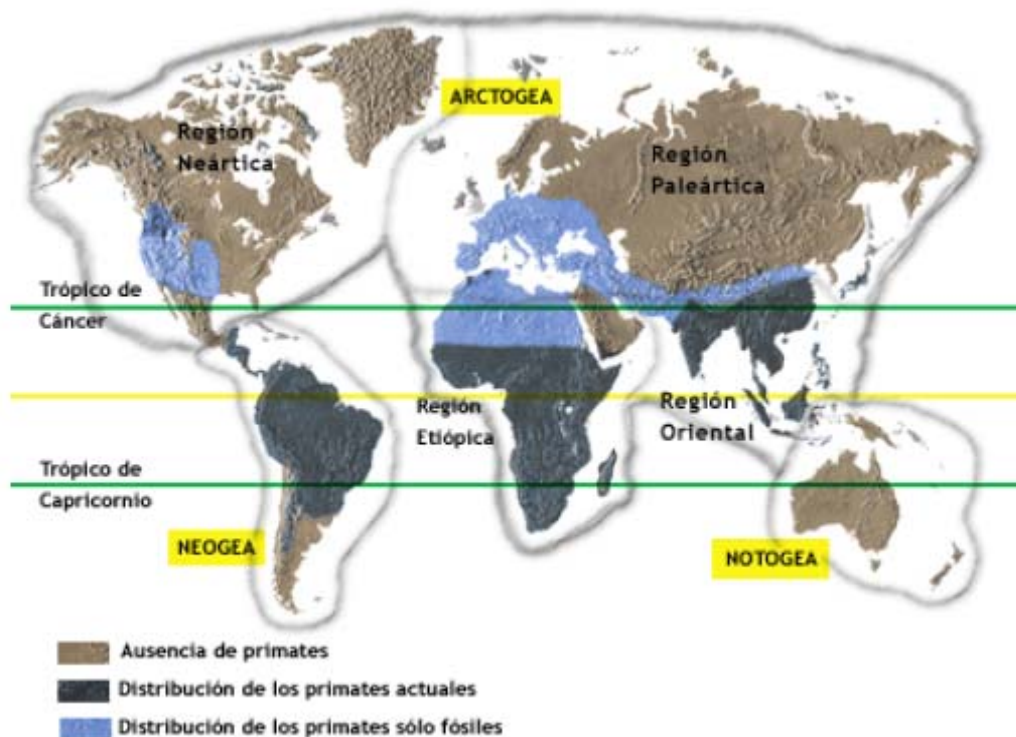 ARCTOGEA
Región
Neártica
Región
Paleártica
Trópico de
Cáncer
Región
Etiópica
Región
Oriental
Trópico de
Capricornio
NEOGEA
NOTOGEA
Ausencia de primates
Distribución de los primates actuales
Distribución de los primates sólo fósiles